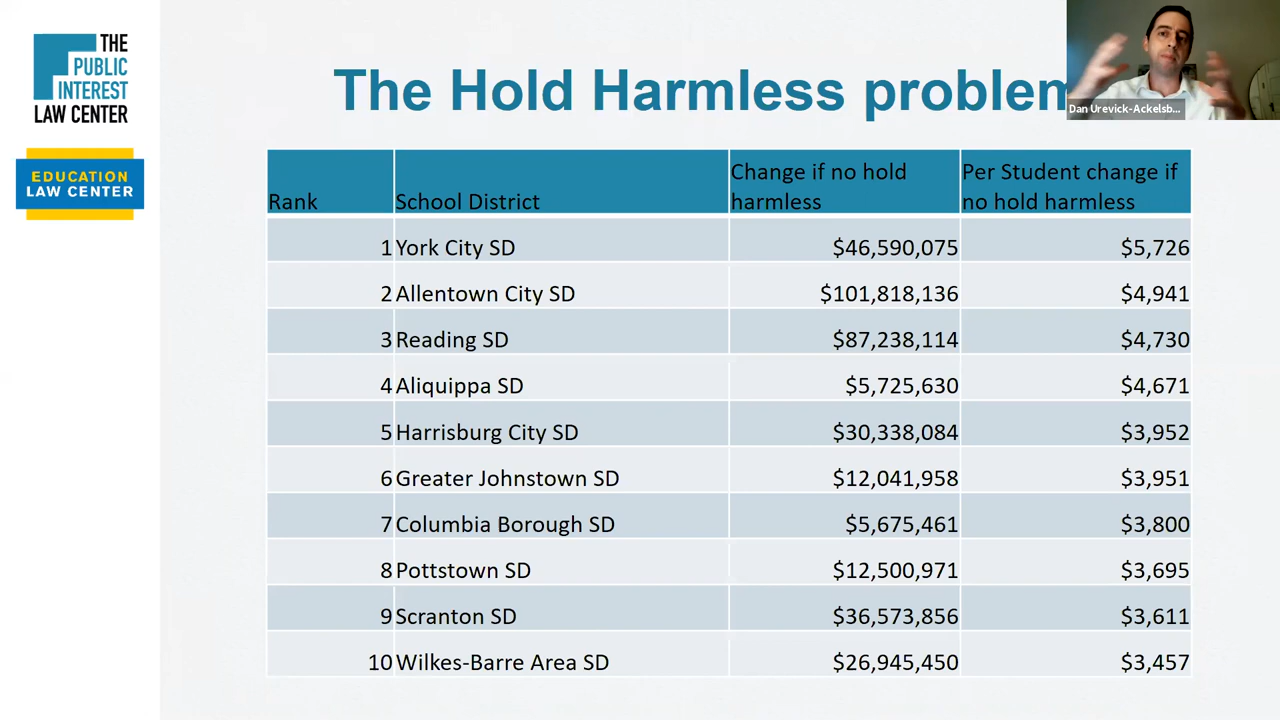 THE
PUBLIC
INTEREST
LAW CENTER
EDUCATION
LAW CENTER
The Hold Harmless problem
Dan Urevick-Ackelsb...
Rank School District Change if no hold harmless Per Student change if no hold harmless
1 York City SD $46,590,075 $5,726
2 Allentown City SD $101,818,136 $4,941
3 Reading SD $87,238,114 $4,730
4 Aliquippa SD $5,725,630 $4,671
5 Harrisburg City SD $30,338,084 $3,952
6 Greater Johnstown SD $12,041,958 $3,951
7 Columbia Borough SD $5,675,461 $3,800
8 Pottstown SD $12,500,971 $3,695
9 Scranton SD $36,573,856 $3,611
10 Wilkes-Barre Area SD $26,945,450 $3,457